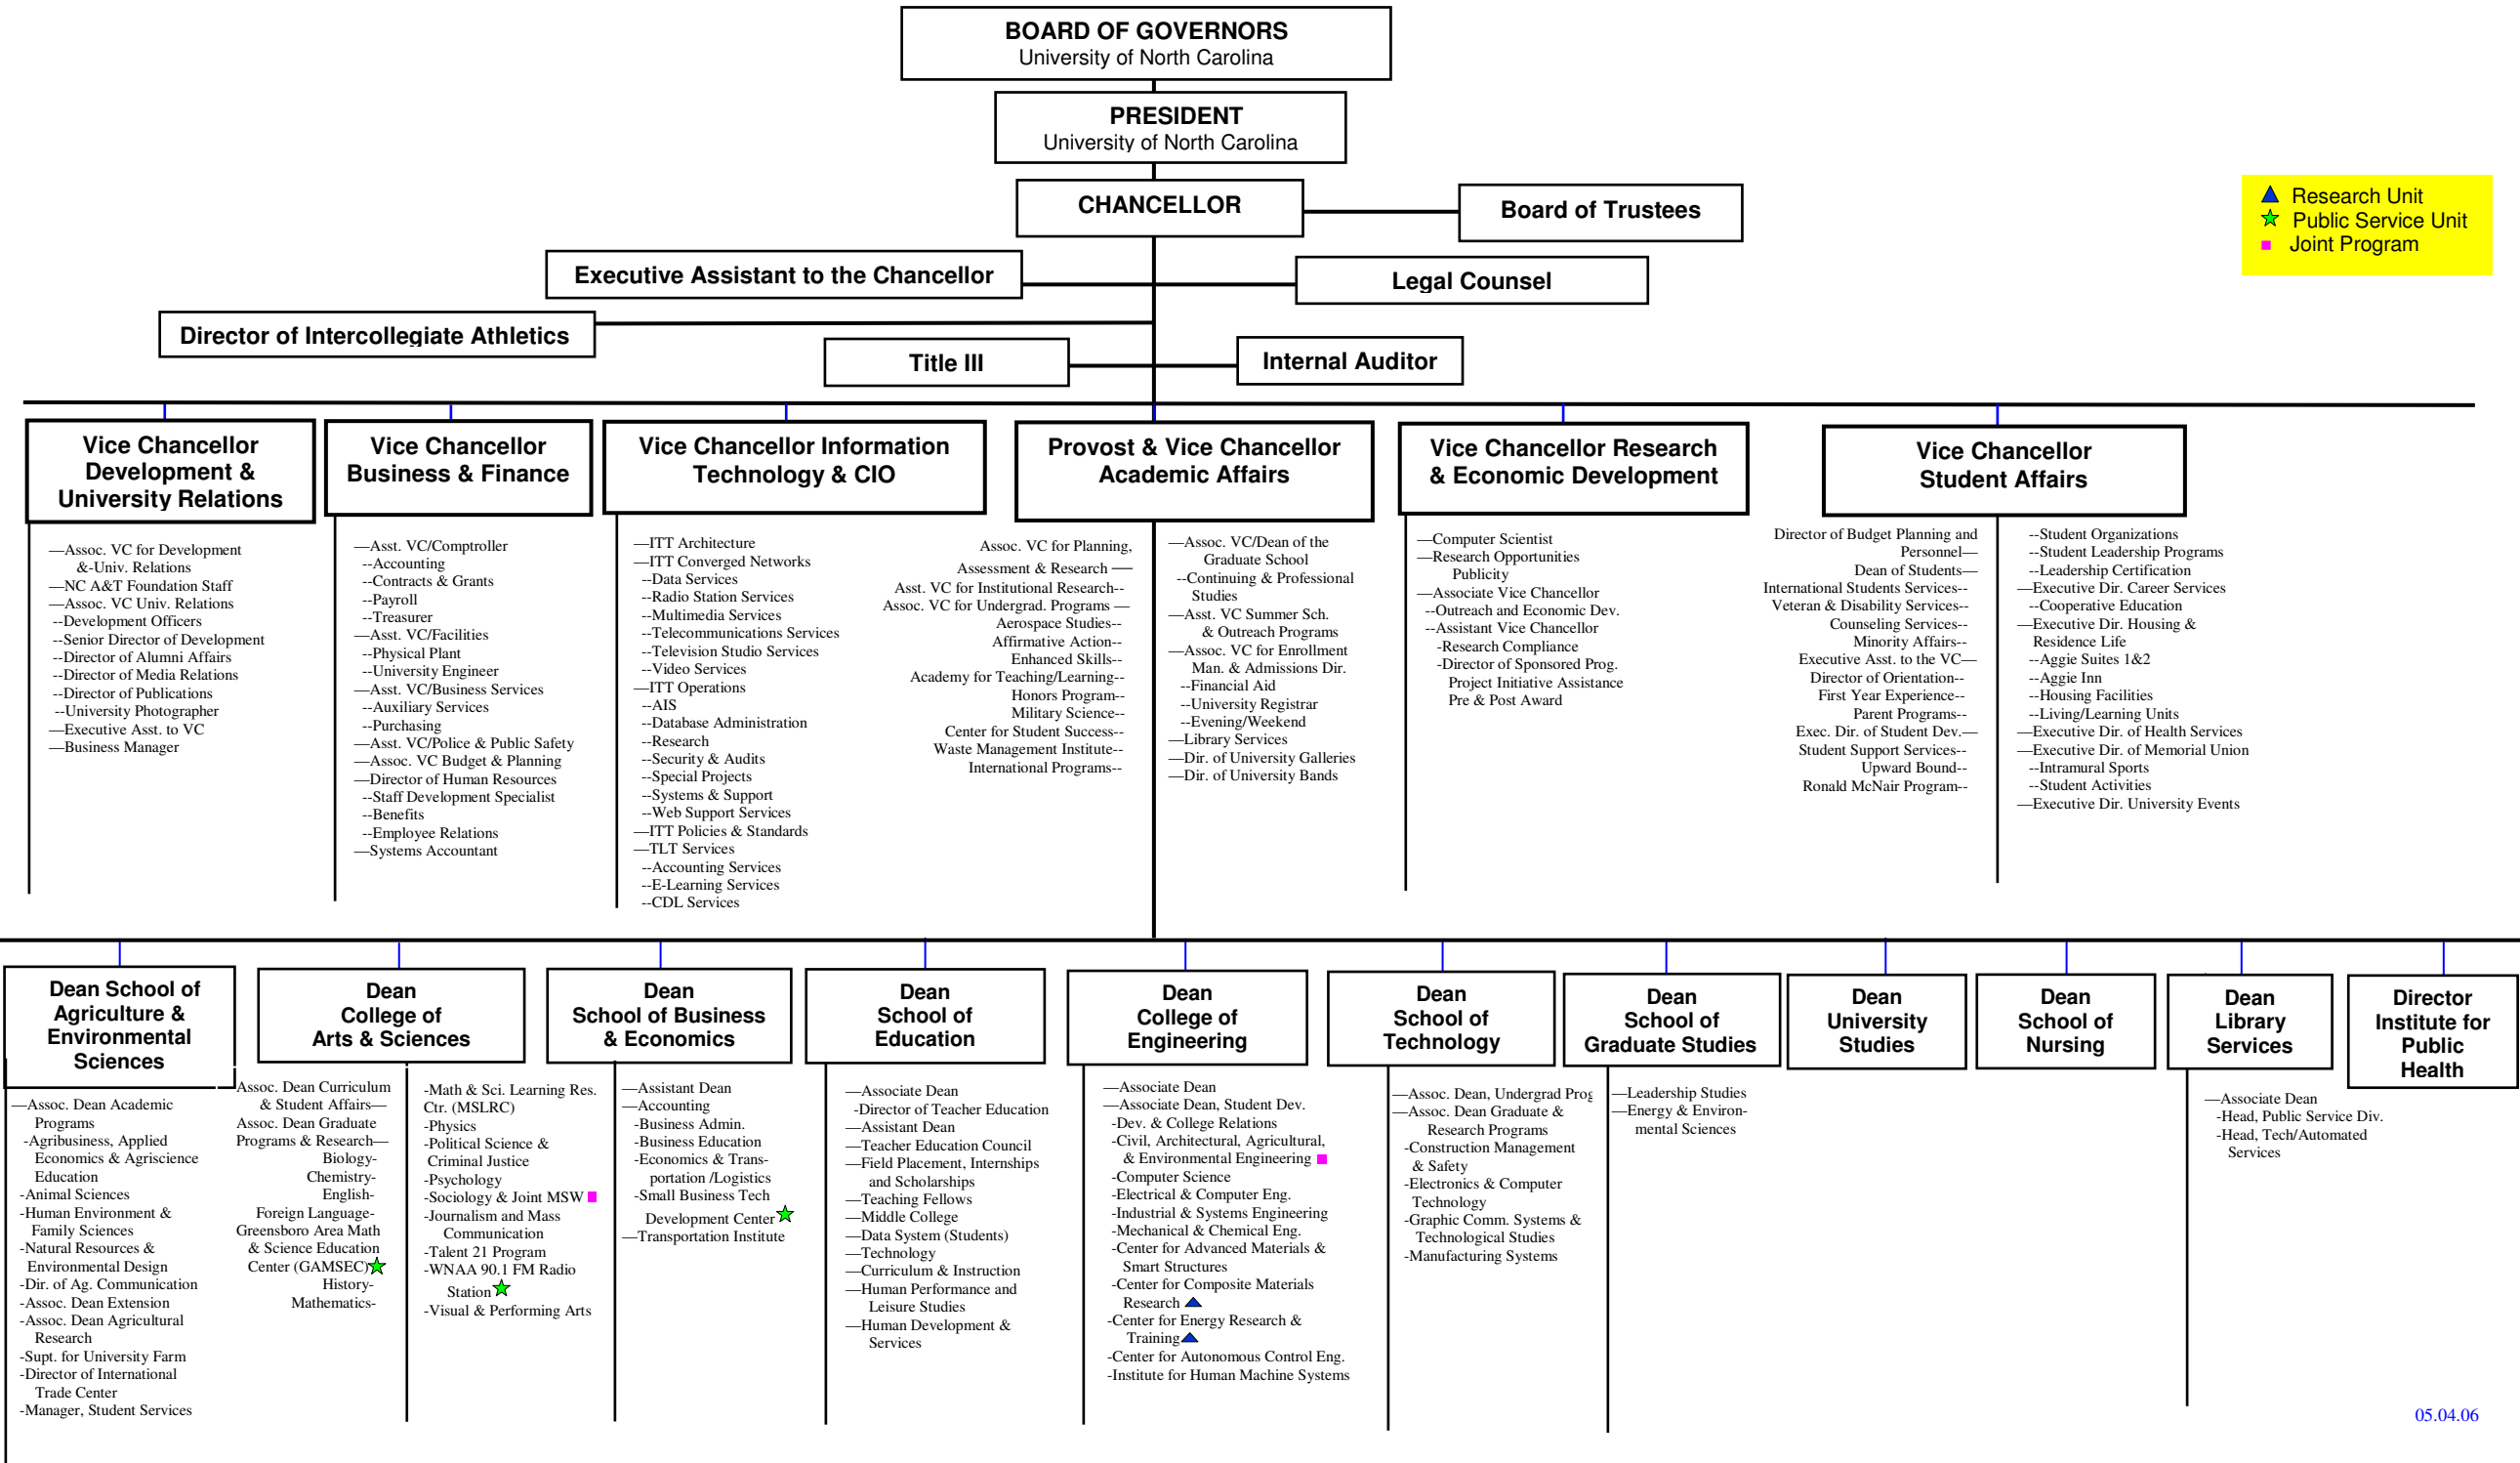 BOARD OF GOVERNORS
University of North Carolina
PRESIDENT
University of North Carolina
CHANCELLOR
Board of Trustees
Research Unit
Public Service Unit
Joint Program
Executive Assistant to the Chancellor
Legal Counsel
Director of Intercollegiate Athletics
Title III
Internal Auditor
Vice Chancellor
Development &
University Relations
—Assoc. VC for Development
&-Univ. Relations
—NC A&T Foundation Staff
—Assoc. VC Univ. Relations
--Development Officers
--Senior Director of Development
--Director of Alumni Affairs
--Director of Media Relations
--Director of Publications
--University Photographer
—Executive Asst. to VC
—Business Manager
Vice Chancellor
Business & Finance
—Asst. VC/Comptroller
--Accounting
--Contracts & Grants
--Payroll
--Treasurer
—Asst. VC/Facilities
--Physical Plant
--University Engineer
—Asst. VC/Business Services
--Auxiliary Services
--Purchasing
—Asst. VC/Police & Public Safety
—Assoc. VC Budget & Planning
—Director of Human Resources
--Staff Development Specialist
--Benefits
--Employee Relations
—Systems Accountant
Vice Chancellor Information
Technology & CIO
—ITT Architecture
—ITT Converged Networks
--Data Services
--Radio Station Services
--Multimedia Services
--Telecommunications Services
--Television Studio Services
--Video Services
—ITT Operations
--AIS
--Database Administration
--Research
--Security & Audits
--Special Projects
--Systems & Support
--Web Support Services
—ITT Policies & Standards
—TLT Services
--Accounting Services
--E-Learning Services
--CDL Services
Provost & Vice Chancellor
Academic Affairs
Assoc. VC for Planning,
Assessment & Research —
Asst. VC for Institutional Research--
Assoc. VC for Undergrad. Programs —
Aerospace Studies--
Affirmative Action--
Enhanced Skills--
Academy for Teaching/Learning--
Honors Program--
Military Science--
Center for Student Success--
Waste Management Institute--
International Programs--
—Assoc. VC/Dean of the
Graduate School
--Continuing & Professional
Studies
—Asst. VC Summer Sch.
& Outreach Programs
—Assoc. VC for Enrollment
Man. & Admissions Dir.
--Financial Aid
--University Registrar
--Evening/Weekend
—Library Services
—Dir. of University Galleries
—Dir. of University Bands
Vice Chancellor Research
& Economic Development
—Computer Scientist
—Research Opportunities
Publicity
—Associate Vice Chancellor
--Outreach and Economic Dev.
--Assistant Vice Chancellor
-Research Compliance
-Director of Sponsored Prog.
Project Initiative Assistance
Pre & Post Award
Vice Chancellor
Student Affairs
Director of Budget Planning and
Personnel—
Dean of Students—
International Students Services--
Veteran & Disability Services--
Counseling Services--
Minority Affairs--
Executive Asst. to the VC—
Director of Orientation--
First Year Experience--
Parent Programs--
Exec. Dir. of Student Dev.—
Student Support Services--
Upward Bound--
Ronald McNair Program--
--Student Organizations
--Student Leadership Programs
--Leadership Certification
—Executive Dir. Career Services
--Cooperative Education
—Executive Dir. Housing &
Residence Life
--Aggie Suites 1&2
--Aggie Inn
--Housing Facilities
--Living/Learning Units
—Executive Dir. of Health Services
—Executive Dir. of Memorial Union
--Intramural Sports
--Student Activities
—Executive Dir. University Events
Dean School of
Agriculture &
Environmental
Sciences
—Assoc. Dean Academic
Programs
-Agribusiness, Applied
Economics & Agriscience
Education
-Animal Sciences
-Human Environment &
Family Sciences
-Natural Resources &
Environmental Design
-Dir. of Ag. Communication
-Assoc. Dean Extension
-Assoc. Dean Agricultural
Research
-Supt. for University Farm
-Director of International
Trade Center
-Manager, Student Services
Dean
College of
Arts & Sciences
Assoc. Dean Curriculum
& Student Affairs—
Assoc. Dean Graduate
Programs & Research—
Biology-
Chemistry-
English-
Foreign Language-
Greensboro Area Math
& Science Education
Center (GAMSEC)
History-
Mathematics-
-Math & Sci. Learning Res.
Ctr. (MSLRC)
-Physics
-Political Science &
Criminal Justice
-Psychology
-Sociology & Joint MSW
-Journalism and Mass
Communication
-Talent 21 Program
-WNAA 90.1 FM Radio
Station
-Visual & Performing Arts
Dean
School of Business
& Economics
—Assistant Dean
—Accounting
-Business Admin.
-Business Education
-Economics & Trans-
portation /Logistics
-Small Business Tech
Development Center
—Transportation Institute
Dean
School of
Education
—Associate Dean
-Director of Teacher Education
—Assistant Dean
—Teacher Education Council
—Field Placement, Internships
and Scholarships
—Teaching Fellows
—Middle College
—Data System (Students)
—Technology
—Curriculum & Instruction
—Human Performance and
Leisure Studies
—Human Development &
Services
Dean
College of
Engineering
—Associate Dean
—Associate Dean, Student Dev.
-Dev. & College Relations
-Civil, Architectural, Agricultural,
& Environmental Engineering
-Computer Science
-Electrical & Computer Eng.
-Industrial & Systems Engineering
-Mechanical & Chemical Eng.
-Center for Advanced Materials &
Smart Structures
-Center for Composite Materials
Research
-Center for Energy Research &
Training
-Center for Autonomous Control Eng.
-Institute for Human Machine Systems
Dean
School of
Technology
—Assoc. Dean, Undergrad Prog
—Assoc. Dean Graduate &
Research Programs
-Construction Management
& Safety
-Electronics & Computer
Technology
-Graphic Comm. Systems &
Technological Studies
-Manufacturing Systems
Dean
School of
Graduate Studies
—Leadership Studies
—Energy & Environ-
mental Sciences
Dean
University
Studies
Dean
School of
Nursing
Dean
Library
Services
—Associate Dean
-Head, Public Service Div.
-Head, Tech/Automated
Services
Director
Institute for
Public
Health
05.04.06